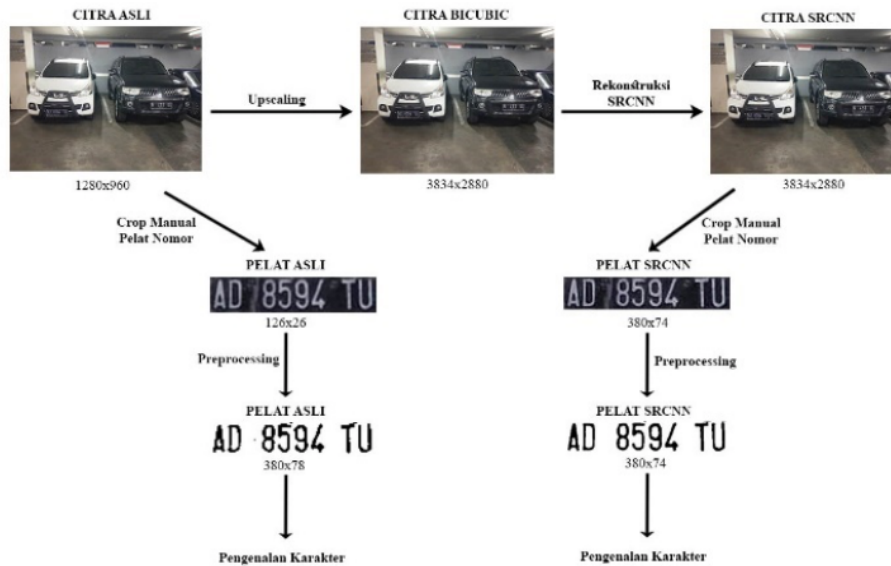 CITRA ASLI
CITRA BICUBIC
CITRA SRCNN
Upscaling
Rekonstruksi
SRCNN
1280x960
3834x2880
3834x2880
Crop Manual
Pelat Nomor
Crop Manual
Pelat Nomor
PELAT ASLI
PELAT SRCNN
AD 8594 TU
AD 8594 TU
126x26
380x74
Preprocessing
Preprocessing
PELAT ASLI
PELAT SRCNN
AD 8594 TU
AD 8594 TU
380x78
380x74
Pengenalan Karakter
Pengenalan Karakter